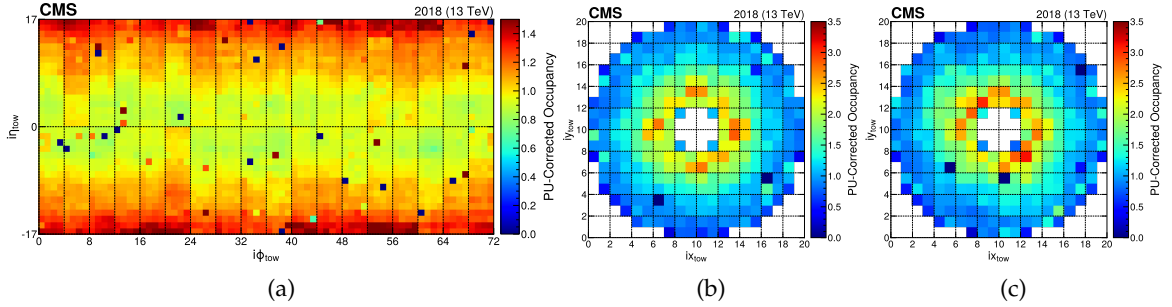 CMS 2018 (13 TeV)
17
0
-17
iη_tow
0 8 16 24 32 40 48 56 64 72
iϕ_tow
1.4
1.2
1.0
0.8
0.6
0.4
0.2
0.0
PU-Corrected Occupancy
(a)
CMS 2018 (13 TeV)
20
18
16
14
12
10
8
6
4
2
0
iy_tow
0 2 4 6 8 10 12 14 16 18 20
ix_tow
3.5
3.0
2.5
2.0
1.5
1.0
0.5
0.0
PU-Corrected Occupancy
(b)
CMS 2018 (13 TeV)
20
18
16
14
12
10
8
6
4
2
0
iy_tow
0 2 4 6 8 10 12 14 16 18 20
ix_tow
3.5
3.0
2.5
2.0
1.5
1.0
0.5
0.0
PU-Corrected Occupancy
(c)